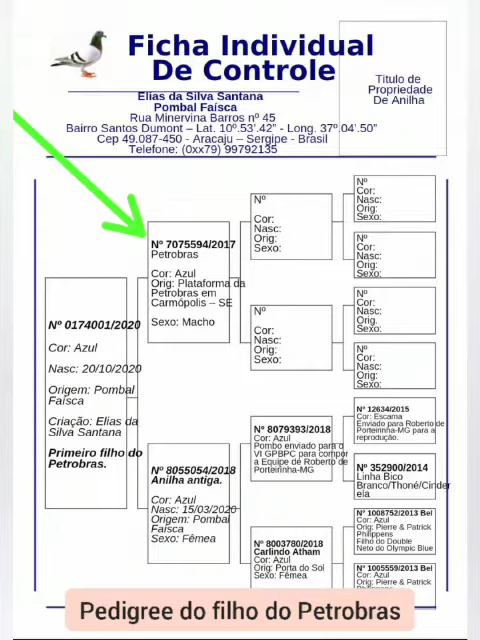 Ficha Individual
De Controle
Titulo de
Propriedade
De Anilha
Elias da Silva Santana
Pombal Faísca
Rua Minervina Barros nº 45
Bairro Santos Dumont – Lat. 10º.53’.42” - Long. 37º.04’.50”
Cep 49.087-450 - Aracaju – Sergipe - Brasil
Telefone: (0xx79) 99792135
Nº 0174001/2020
Cor: Azul
Nasc: 20/10/2020
Origem: Pombal
Faísca
Criação: Elias da
Silva Santana
Primeiro filho do
Petrobras.
Nº 7075594/2017
Petrobras
Cor: Azul
Orig: Plataforma da
Petrobras em
Carmópolis – SE
Sexo: Macho
Nº 8055054/2018
Anilha antiga.
Cor: Azul
Nasc: 15/03/2020
Origem: Pombal
Faísca
Sexo: Fêmea
Nº
Cor:
Nasc:
Orig:
Sexo:
Nº
Cor:
Nasc:
Orig:
Sexo:
Nº 8079393/2018
Cor: Azul
Pombo enviado para o
VI GPBPC para compor
a Equipe de Roberto de
Porteirinha-MG
Nº 8003780/2018
Carlindo Atham
Cor: Azul
Orig: Porta do Sol
Sexo: Fêmea
Nº
Cor:
Nasc:
Orig:
Sexo:
Nº
Cor:
Nasc:
Orig:
Sexo:
Nº
Cor:
Nasc:
Orig.
Sexo:
Nº
Cor:
Nasc:
Orig:
Sexo:
Nº 12634/2015
Cor: Escama
Enviado para Roberto de
Porteirinha-MG para a
reprodução.
Nº 352900/2014
Linha Bico
Branco/Thoné/Cinder
ela
Nº 1008752/2013 Bel
Cor: Azul
Orig: Pierre & Patrick
Philippens
Filho do Double
Neto do Olympic Blue
Nº 1005559/2013 Bel
Cor: Azul
Orig: Pierre & Patrick
Pedigree do filho do Petrobras